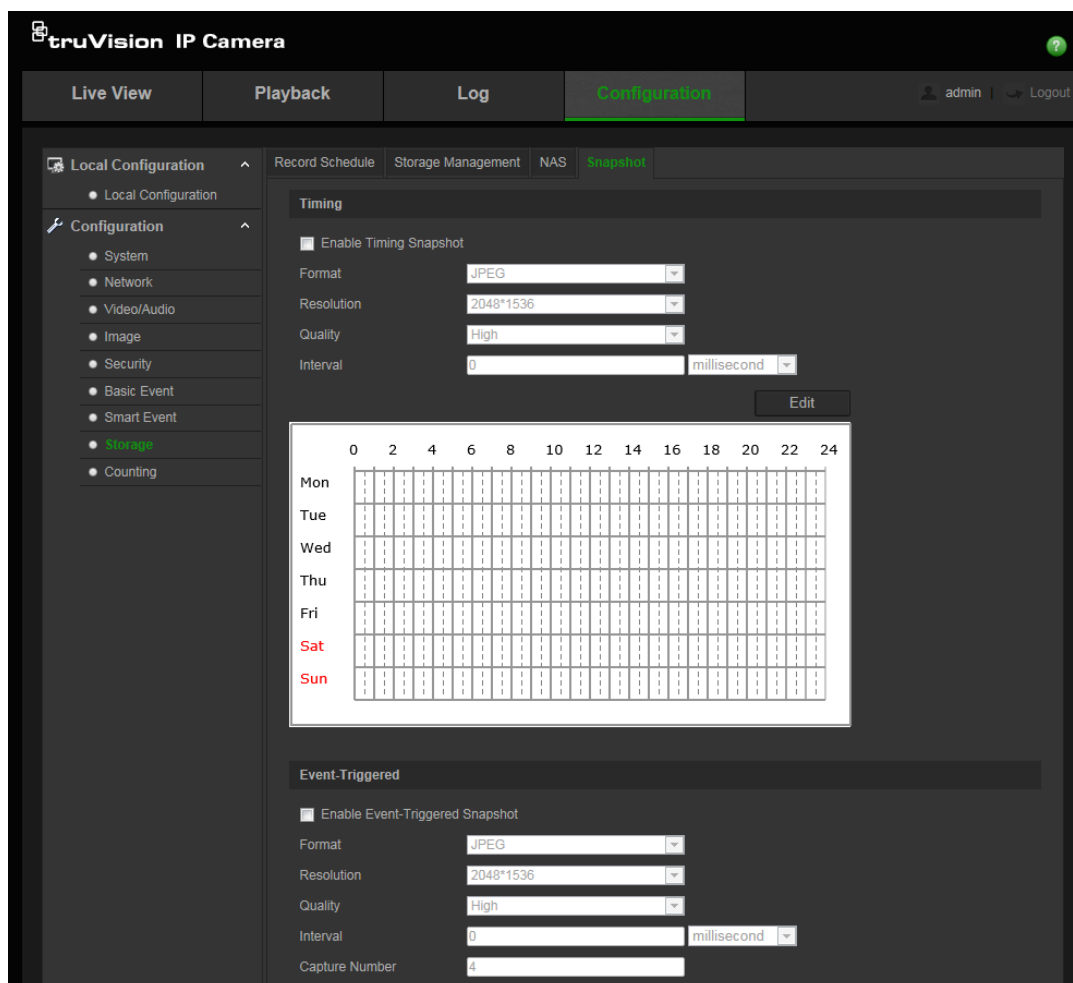 truVision IP Camera
?
Live View Playback Log Configuration admin | Logout
Local Configuration
Local Configuration
Configuration
System
Network
Video/Audio
Image
Security
Basic Event
Smart Event
Storage
Counting
Record Schedule Storage Management NAS Snapshot
Timing
Enable Timing Snapshot
Format JPEG
Resolution 2048*1536
Quality High
Interval 0 millisecond
Edit
0 2 4 6 8 10 12 14 16 18 20 22 24
Mon
Tue
Wed
Thu
Fri
Sat
Sun
Event-Triggered
Enable Event-Triggered Snapshot
Format JPEG
Resolution 2048*1536
Quality High
Interval 0 millisecond
Capture Number 4